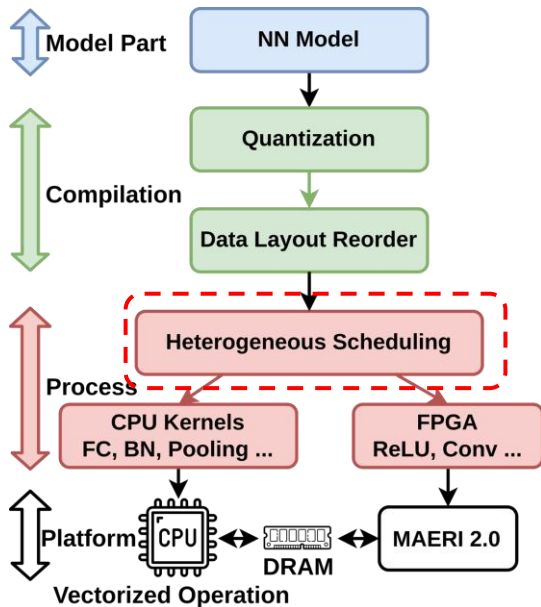 Model Part
NN Model
Quantization
Compilation
Data Layout Reorder
Heterogeneous Scheduling
Process
CPU Kernels
FC, BN, Pooling ...
FPGA
ReLU, Conv ...
Platform
CPU
DRAM
MAERI 2.0
Vectorized Operation